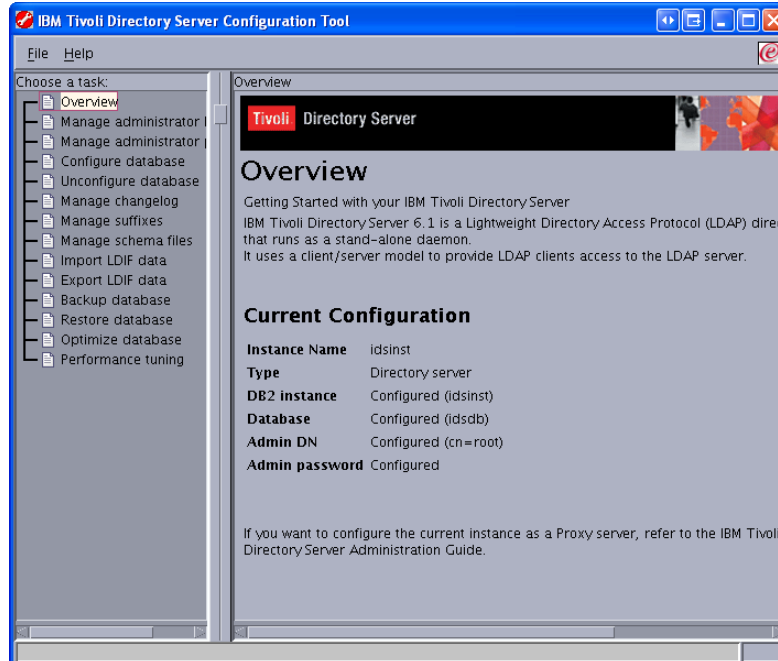 IBM Tivoli Directory Server Configuration Tool
File Help
Choose a task:
Overview
Manage administrator
Manage administrator
Configure database
Unconfigure database
Manage changelog
Manage suffixes
Manage schema files
Import LDIF data
Export LDIF data
Backup database
Restore database
Optimize database
Performance tuning
Overview
Tivoli Directory Server
Overview
Getting Started with your IBM Tivoli Directory Server
IBM Tivoli Directory Server 6.1 is a Lightweight Directory Access Protocol (LDAP) dire
that runs as a stand-alone daemon.
It uses a client/server model to provide LDAP clients access to the LDAP server.
Current Configuration
Instance Name idsinst
Type Directory server
DB2 instance Configured (idsinst)
Database Configured (idsdb)
Admin DN Configured (cn=root)
Admin password Configured
If you want to configure the current instance as a Proxy server, refer to the IBM Tivoli
Directory Server Administration Guide.